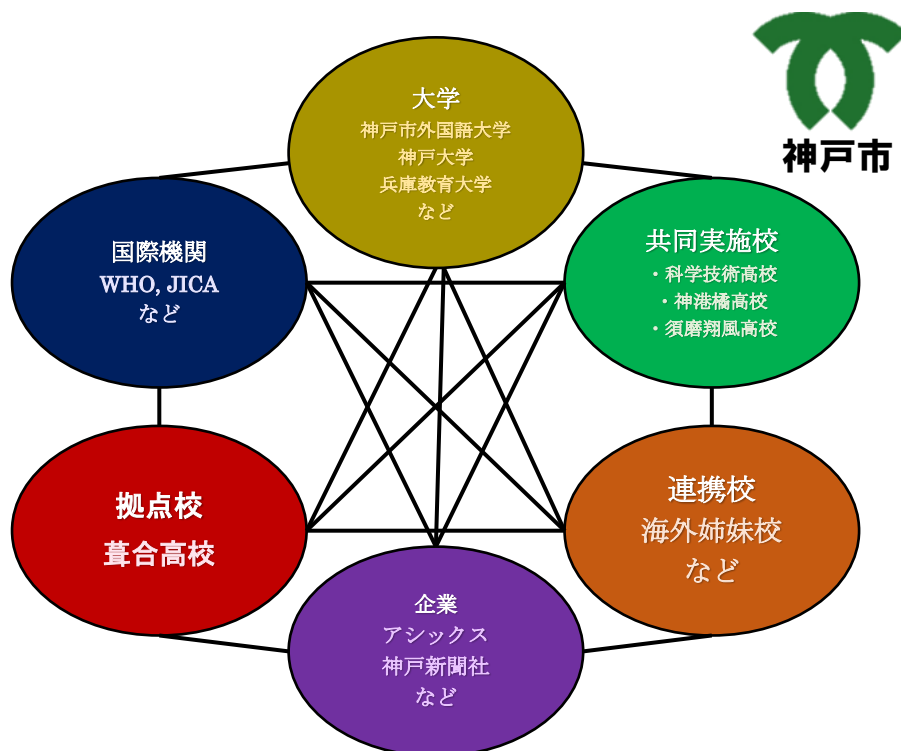 神戸市
大学
神戸市外国語大学
神戸大学
兵庫教育大学
など
国際機関
WHO, JICA
など
共同実施校
・科学技術高校
・神港橘高校
・須磨翔風高校
拠点校
葺合高校
連携校
海外姉妹校
など
企業
アシックス
神戸新聞社
など